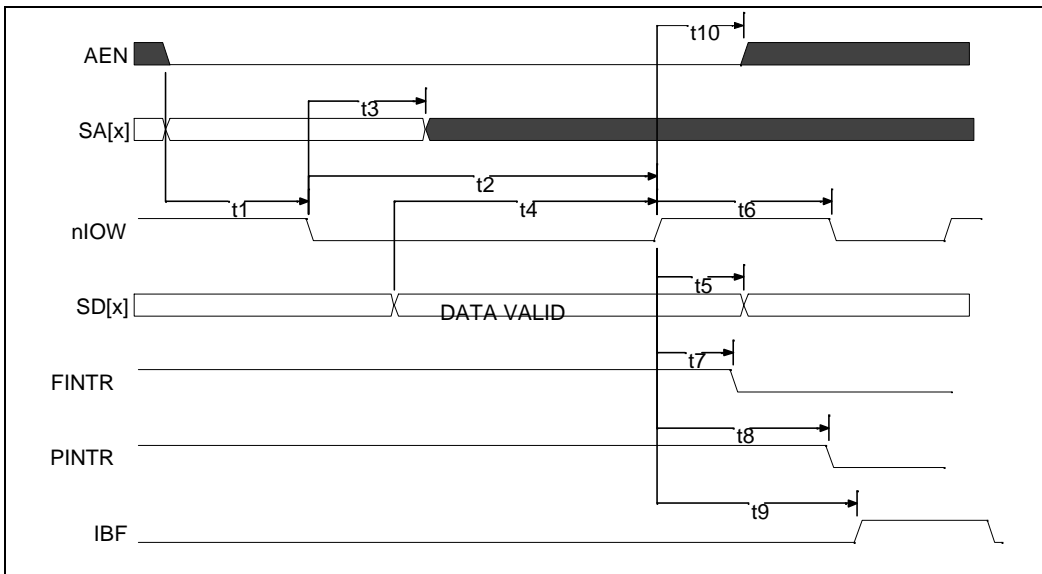 t10
AEN
t3
SA[x]
t2
t1
t4
t6
nIOW
t5
SD[x]
DATA VALID
t7
FINTR
t8
PINTR
t9
IBF